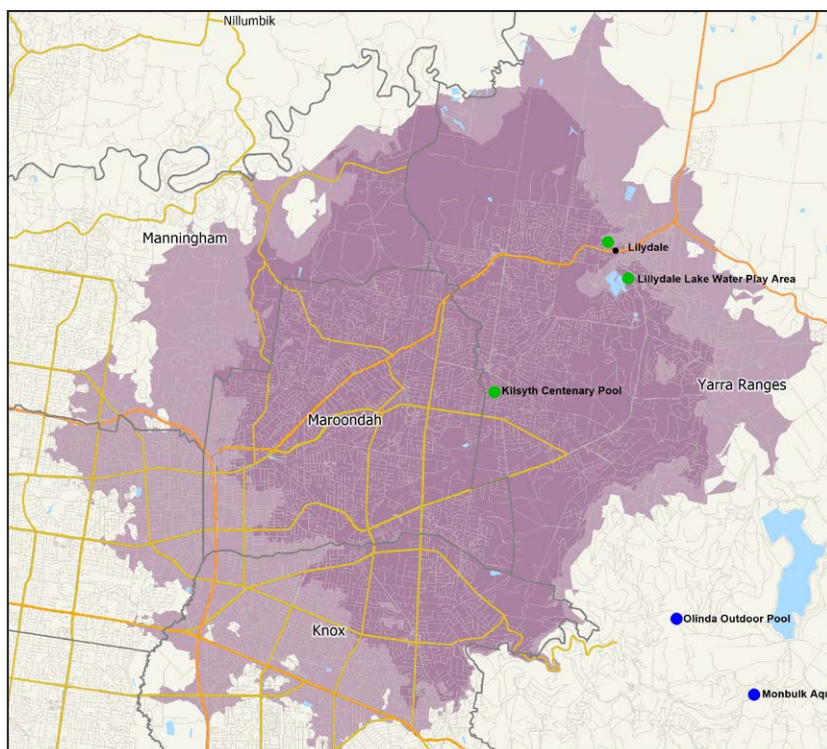 Nillumbik
Manningham
Lilydale
Lillydale Lake Water Play Area
Yarra Ranges
Kilsyth Centenary Pool
Maroondah
Olinda Outdoor Pool
Knox
Monbulk Aqu